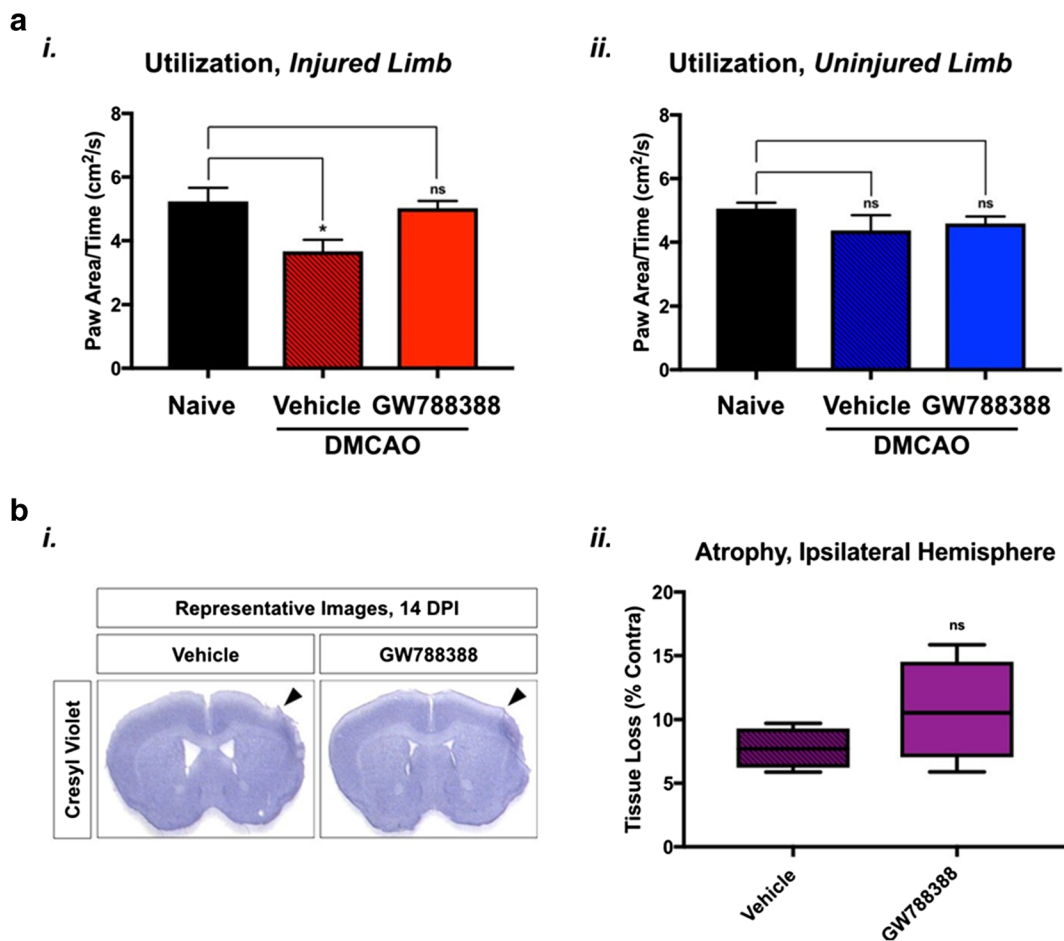 a
i.
Utilization, Injured Limb
Paw Area/Time (cm²/s)
8
6
4
2
0
*
ns
Naive
Vehicle
GW788388
DMCAO
ii.
Utilization, Uninjured Limb
Paw Area/Time (cm²/s)
8
6
4
2
0
ns
ns
Naive
Vehicle
GW788388
DMCAO
b
i.
Representative Images, 14 DPI
Vehicle
GW788388
Cresyl Violet
ii.
Atrophy, Ipsilateral Hemisphere
Tissue Loss (% Contra)
20
15
10
5
0
ns
Vehicle
GW788388